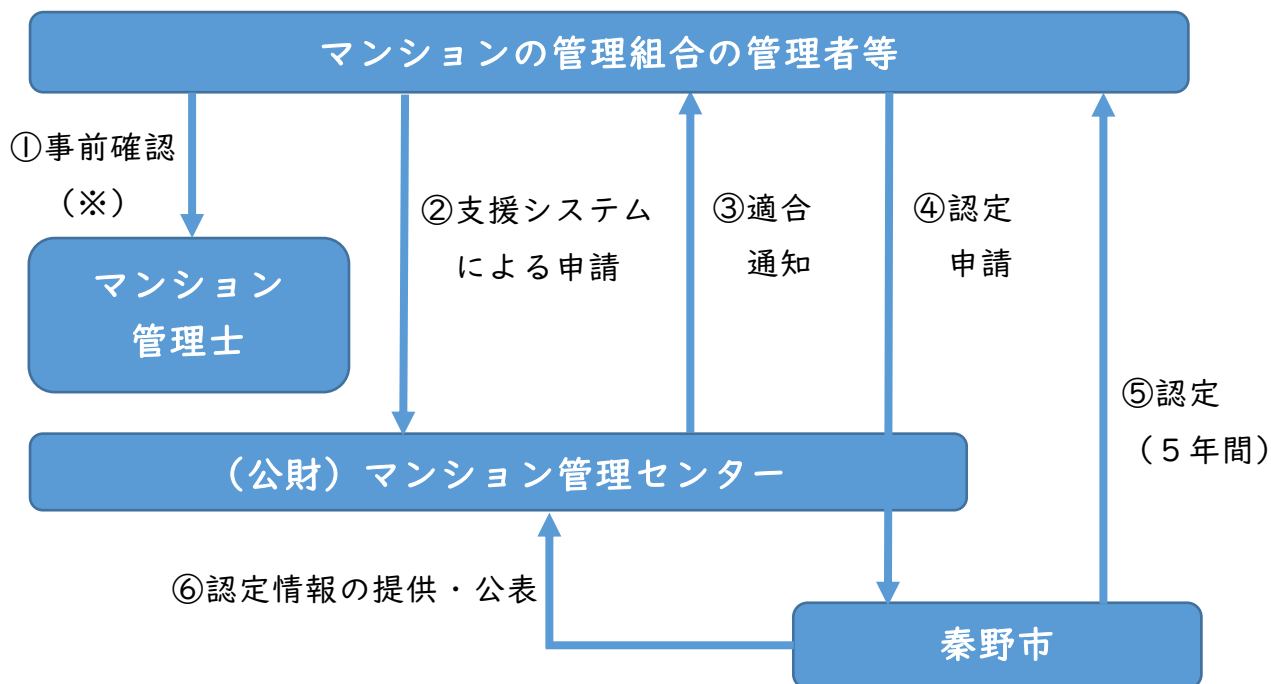 マンションの管理組合の管理者等
①事前確認
（※）
マンション
管理士
②支援システム
による申請
③適合
通知
④認定
申請
⑤認定
（５年間）
（公財）マンション管理センター
⑥認定情報の提供・公表
秦野市